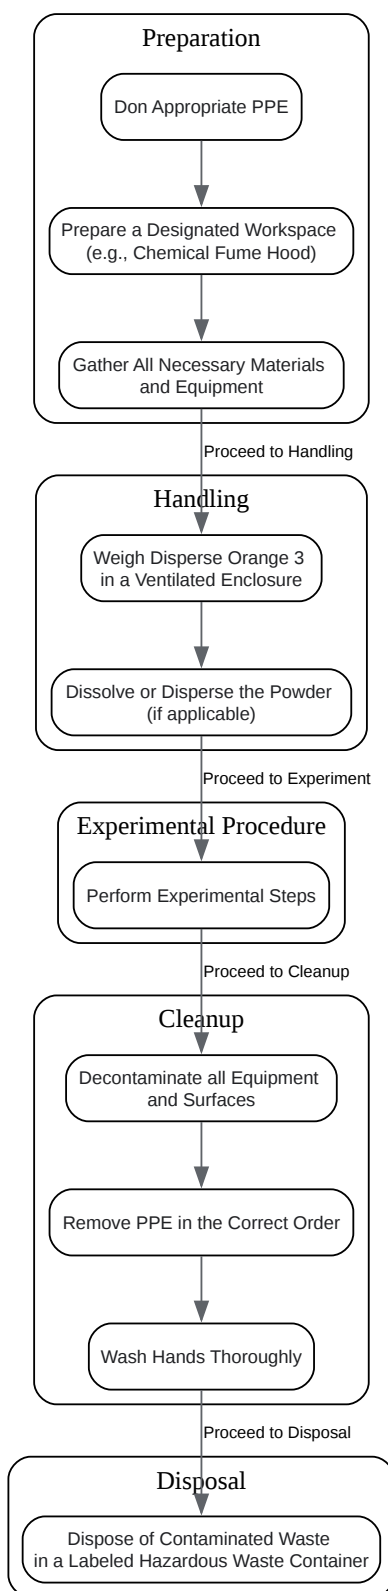 Preparation
Don Appropriate PPE
Prepare a Designated Workspace
(e.g., Chemical Fume Hood)
Gather All Necessary Materials
and Equipment
Proceed to Handling
Handling
Weigh Disperse Orange 3
in a Ventilated Enclosure
Dissolve or Disperse the Powder
(if applicable)
Proceed to Experiment
Experimental Procedure
Perform Experimental Steps
Proceed to Cleanup
Cleanup
Decontaminate all Equipment
and Surfaces
Remove PPE in the Correct Order
Wash Hands Thoroughly
Proceed to Disposal
Disposal
Dispose of Contaminated Waste
in a Labeled Hazardous Waste Container